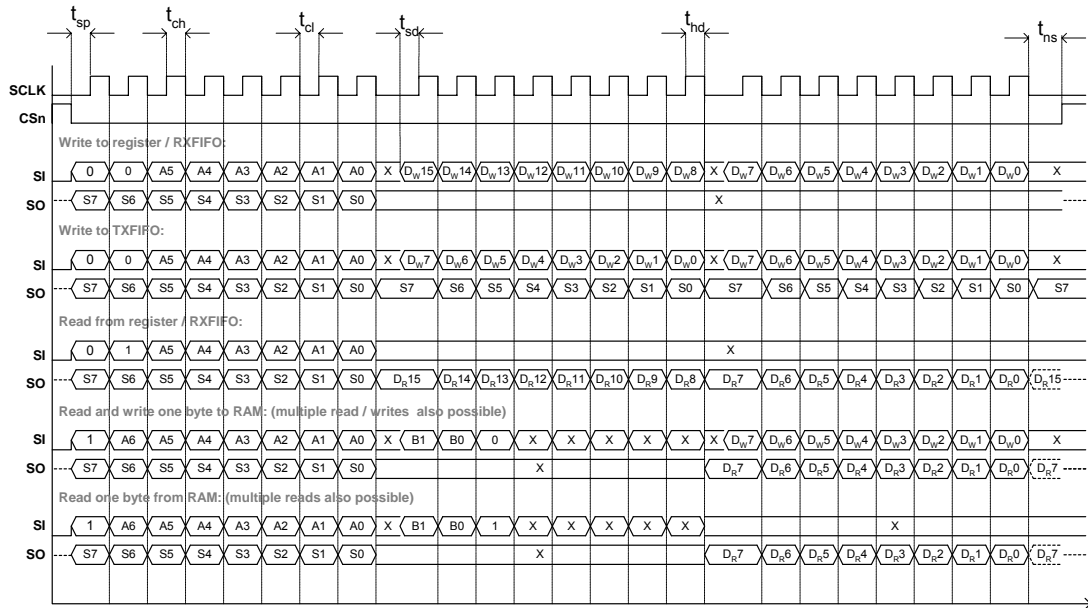 tsp tch tcl tsd thd tns
SCLK
CSn
Write to register / RXFIFO:
SI 0 0 A5 A4 A3 A2 A1 A0 X DW15 DW14 DW13 DW12 DW11 DW10 DW9 DW8 X DW7 DW6 DW5 DW4 DW3 DW2 DW1 DW0 X
SO S7 S6 S5 S4 S3 S2 S1 S0 X
Write to TXFIFO:
SI 0 0 A5 A4 A3 A2 A1 A0 X DW7 DW6 DW5 DW4 DW3 DW2 DW1 DW0 X DW7 DW6 DW5 DW4 DW3 DW2 DW1 DW0 X
SO S7 S6 S5 S4 S3 S2 S1 S0 S7 S6 S5 S4 S3 S2 S1 S0 S7 S6 S5 S4 S3 S2 S1 S0 S7
Read from register / RXFIFO:
SI 0 1 A5 A4 A3 A2 A1 A0 X
SO S7 S6 S5 S4 S3 S2 S1 S0 DR15 DR14 DR13 DR12 DR11 DR10 DR9 DR8 DR7 DR6 DR5 DR4 DR3 DR2 DR1 DR0 DR15
Read and write one byte to RAM: (multiple read / writes also possible)
SI 1 A6 A5 A4 A3 A2 A1 A0 X B1 B0 0 X X X X X X DW7 DW6 DW5 DW4 DW3 DW2 DW1 DW0 X
SO S7 S6 S5 S4 S3 S2 S1 S0 X DR7 DR6 DR5 DR4 DR3 DR2 DR1 DR0 DR7
Read one byte from RAM: (multiple reads also possible)
SI 1 A6 A5 A4 A3 A2 A1 A0 X B1 B0 1 X X X X X X
SO S7 S6 S5 S4 S3 S2 S1 S0 X DR7 DR6 DR5 DR4 DR3 DR2 DR1 DR0 DR7